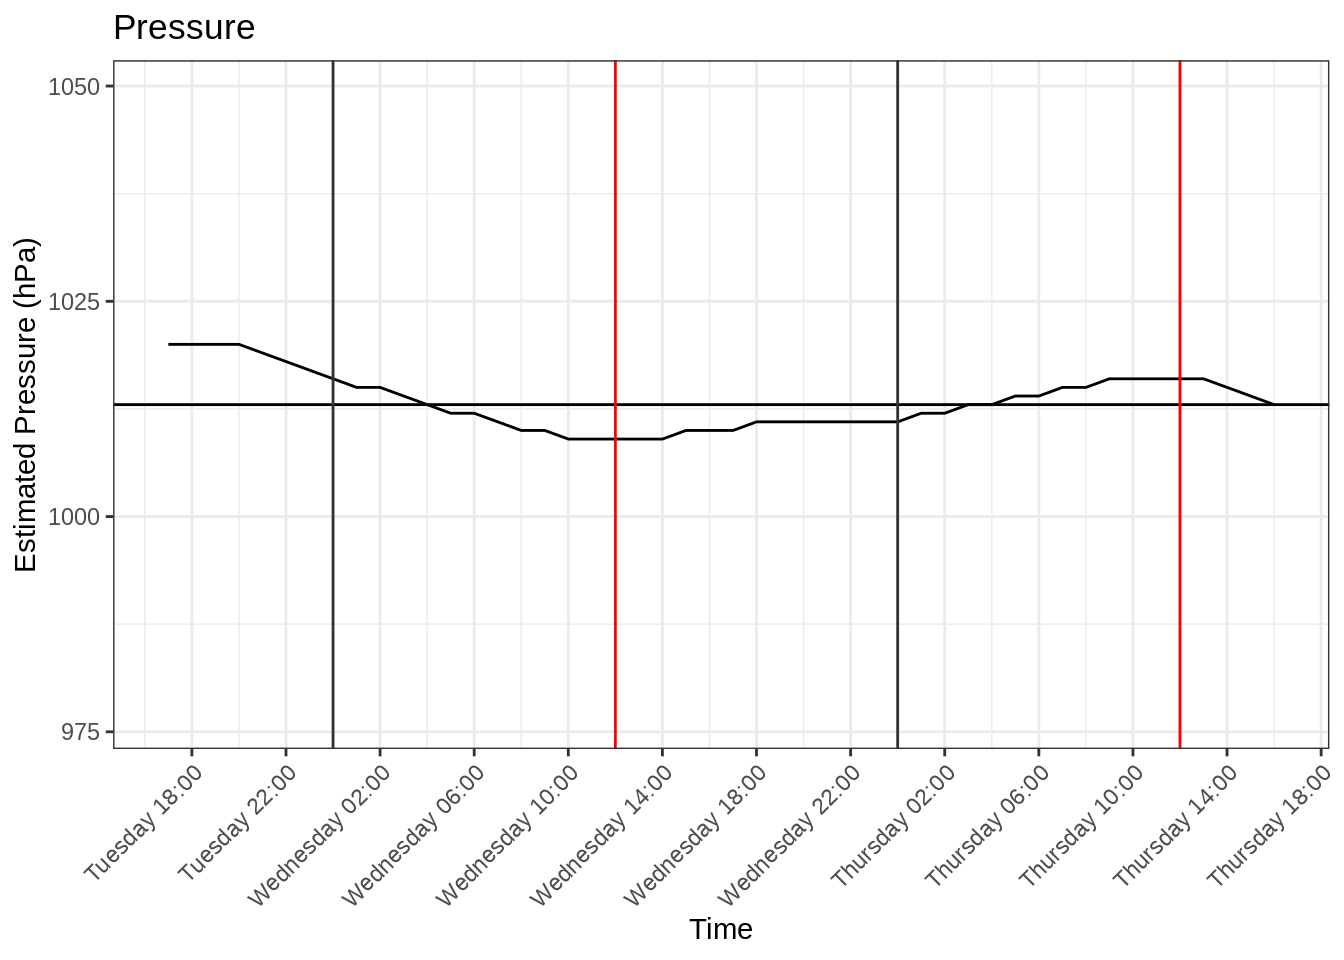 Pressure
Estimated Pressure (hPa)
1050
1025
1000
975
Tuesday 18:00
Tuesday 22:00
Wednesday 02:00
Wednesday 06:00
Wednesday 10:00
Wednesday 14:00
Wednesday 18:00
Wednesday 22:00
Thursday 02:00
Thursday 06:00
Thursday 10:00
Thursday 14:00
Thursday 18:00
Time